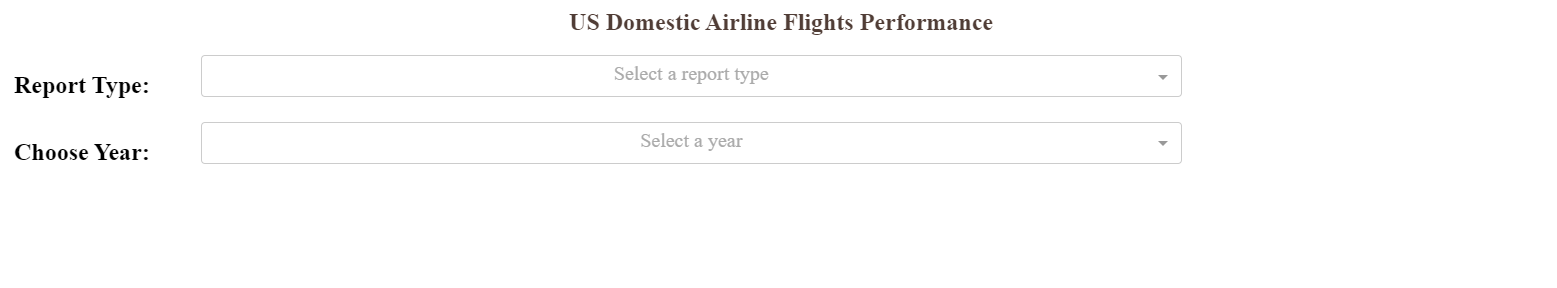 US Domestic Airline Flights Performance
Report Type:
Select a report type
Choose Year:
Select a year